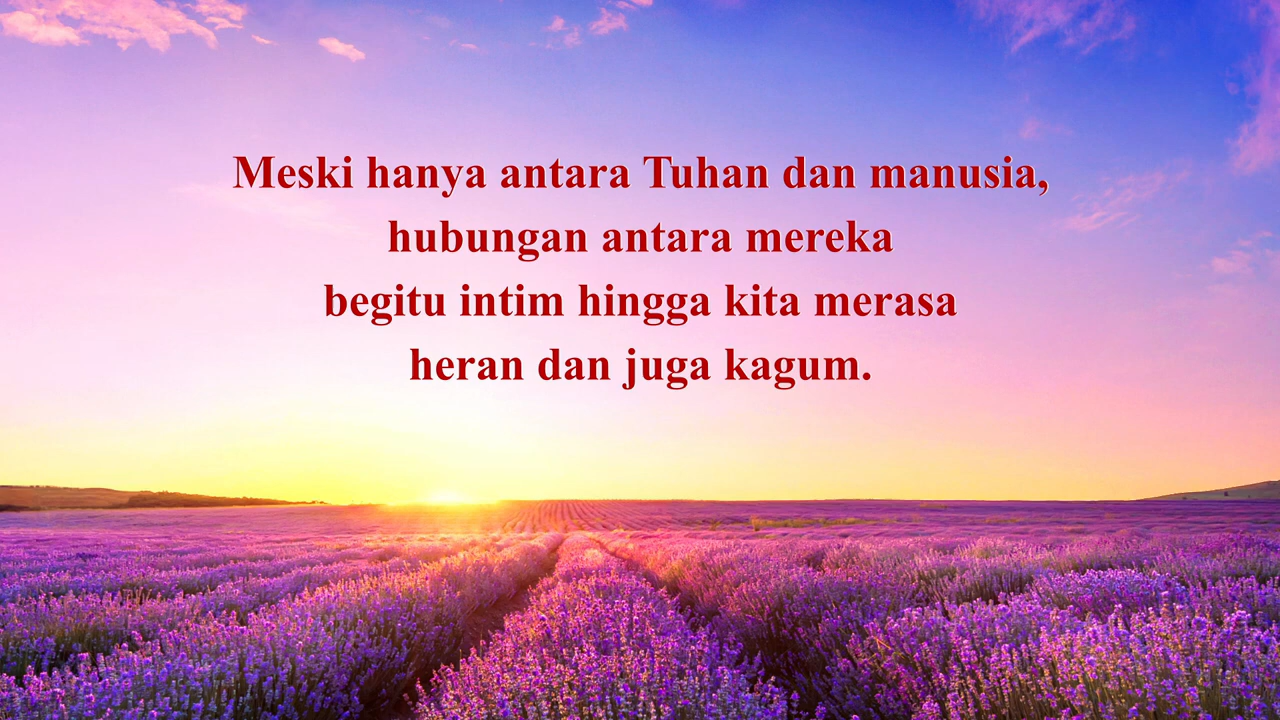 Meski hanya antara Tuhan dan manusia,
hubungan antara mereka
begitu intim hingga kita merasa
heran dan juga kagum.